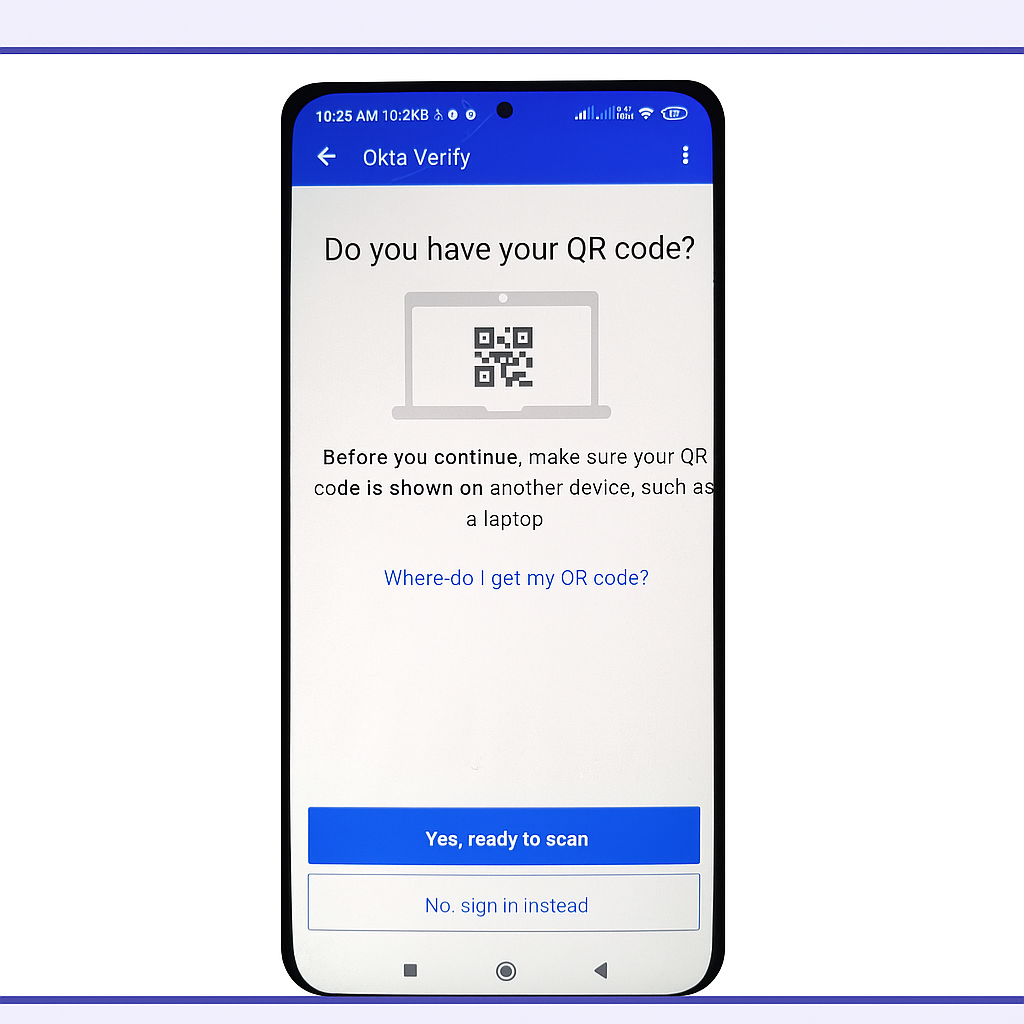 10:25 AM 10:2KB
Okta Verify
Do you have your QR code?
Before you continue, make sure your QR
code is shown on another device, such as
a laptop
Where-do I get my OR code?
Yes, ready to scan
No. sign in instead